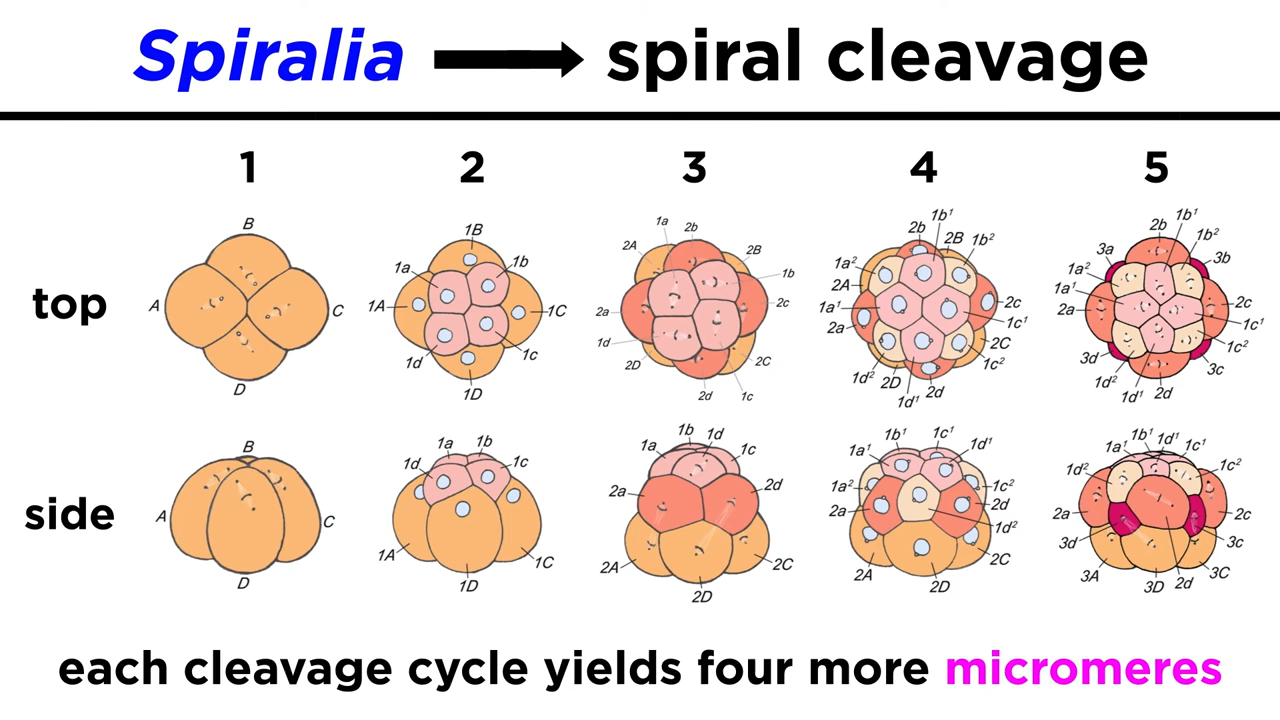 Spiralia → spiral cleavage
1 2 3 4 5
top
B
A C
D
1B
1a 1b
1A 1C
1d 1c
1D
1a 2b
2A 2B
1b
2a 2c
1d
2D 2C
2d 1c
2b 1b¹
1a² 2B 1b²
2A
1a¹ 2c
2a 1c¹
2C
1d² 2D 1c²
1d¹ 2d
2b 1b¹
3a 1b²
1a² 3b
1a¹
2a 2c
1c¹
3d 1c²
1d² 3c
1d¹ 2d
side
B
A C
D
1a 1b
1d 1c
1A 1C
1D
1b 1d
1a 1c
2a 2d
2A 2C
2D
1b¹ 1c¹
1a¹ 1d¹
1a² 1c²
2a 2d
1d²
2A 2C
2D
1b¹ 1d¹
1a¹ 1c¹
1d² 1c²
2a 2c
3d 3c
3A 3D 2d 3C
each cleavage cycle yields four more micromeres